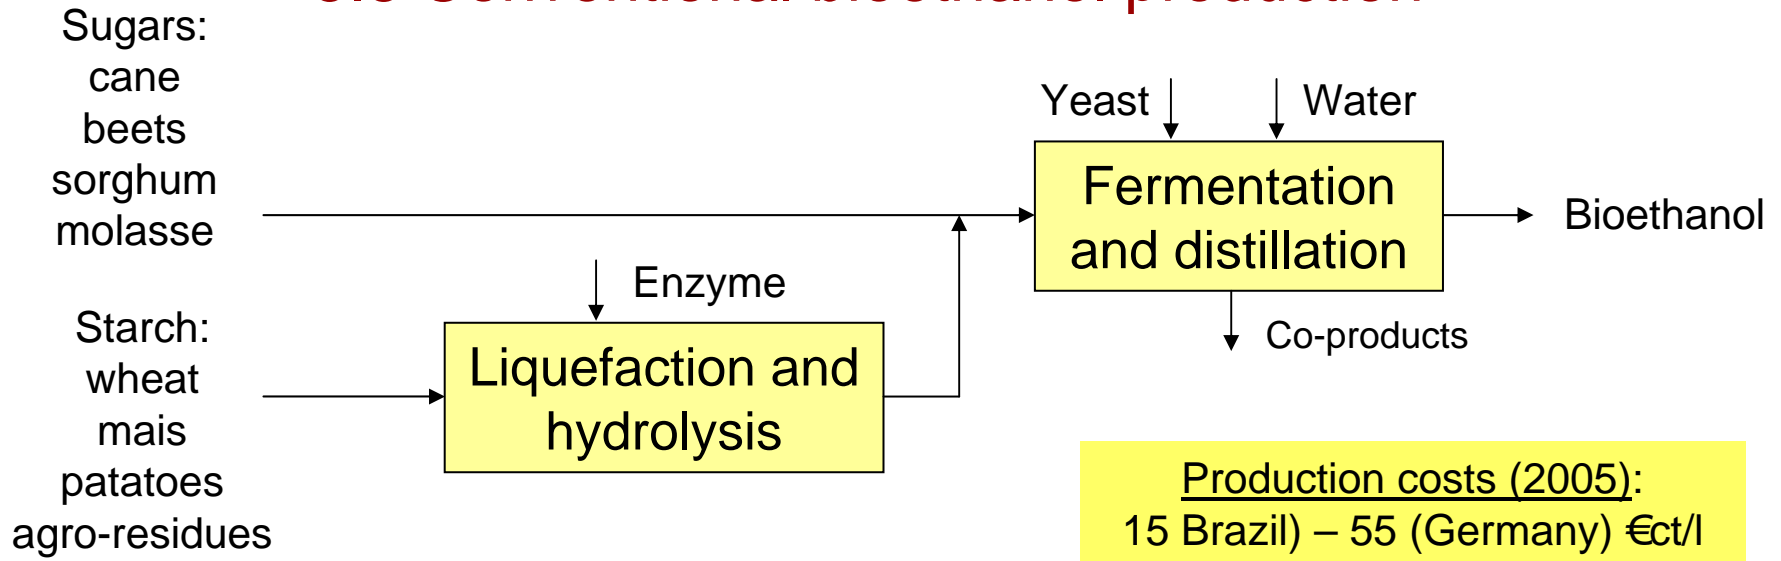 Sugars:
cane
beets
sorghum
molasse
Starch:
wheat
mais
patatoes
agro-residues
Enzyme
Liquefaction and
hydrolysis
Yeast
Water
Fermentation
and distillation
Bioethanol
Co-products
Production costs (2005):
15 Brazil) – 55 (Germany) €ct/l